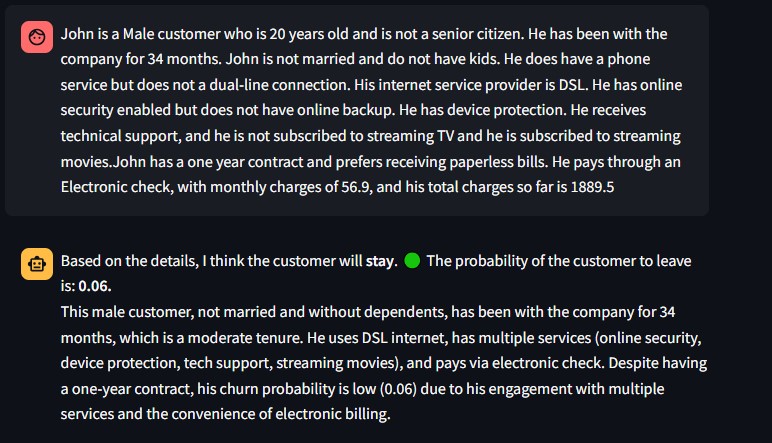 John is a Male customer who is 20 years old and is not a senior citizen. He has been with the
company for 34 months. John is not married and do not have kids. He does have a phone
service but does not a dual-line connection. His internet service provider is DSL. He has online
security enabled but does not have online backup. He has device protection. He receives
technical support, and he is not subscribed to streaming TV and he is subscribed to streaming
movies.John has a one year contract and prefers receiving paperless bills. He pays through an
Electronic check, with monthly charges of 56.9, and his total charges so far is 1889.5
Based on the details, I think the customer will stay. The probability of the customer to leave
is: 0.06.
This male customer, not married and without dependents, has been with the company for 34
months, which is a moderate tenure. He uses DSL internet, has multiple services (online security,
device protection, tech support, streaming movies), and pays via electronic check. Despite having
a one-year contract, his churn probability is low (0.06) due to his engagement with multiple
services and the convenience of electronic billing.